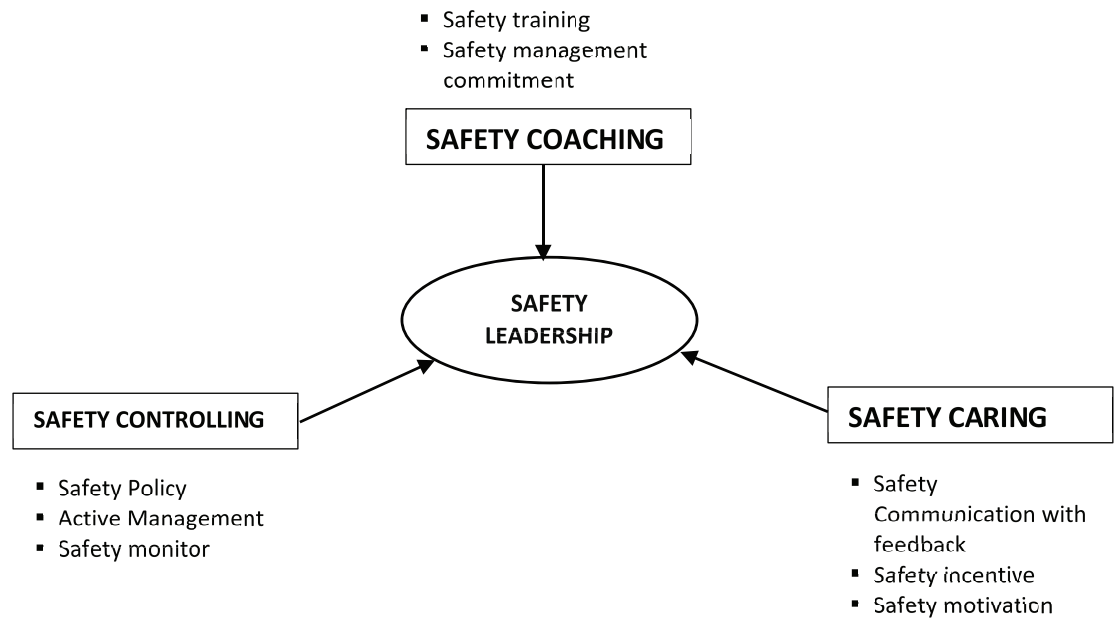 ▪ Safety training
▪ Safety management
commitment
SAFETY COACHING
SAFETY
LEADERSHIP
SAFETY CONTROLLING
▪ Safety Policy
▪ Active Management
▪ Safety monitor
SAFETY CARING
▪ Safety
Communication with
feedback
▪ Safety incentive
▪ Safety motivation